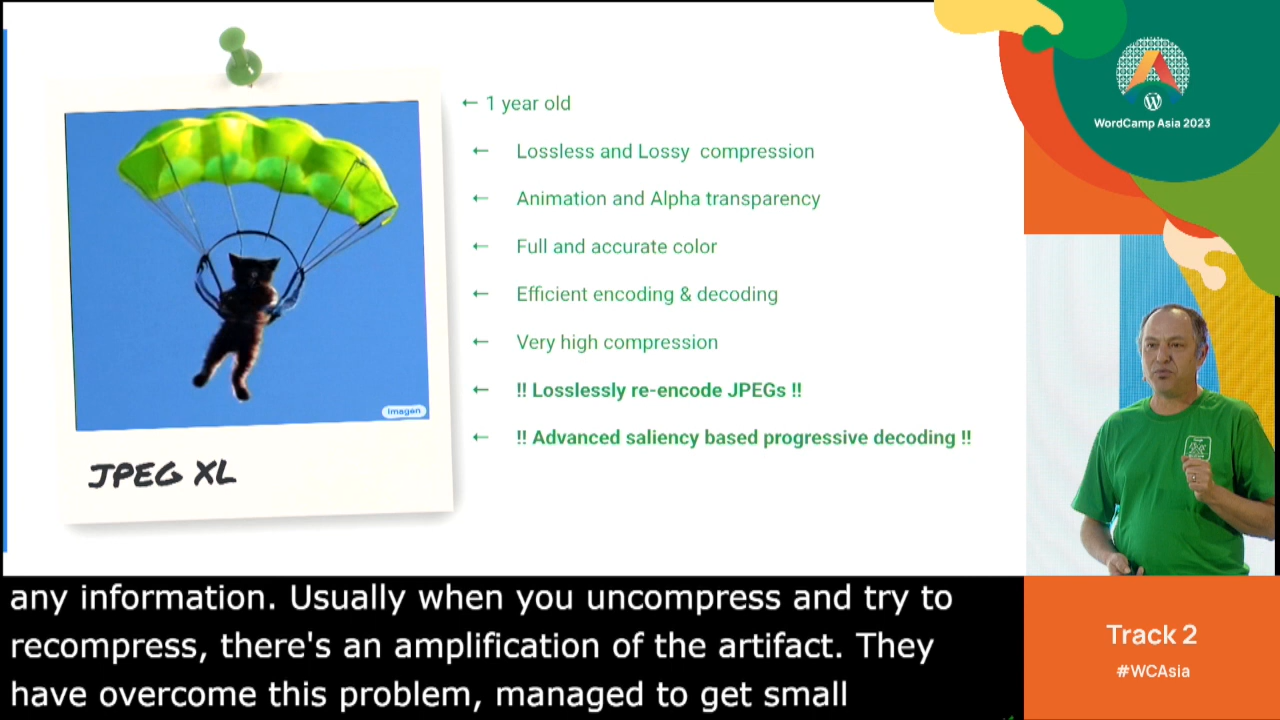 ← 1 year old
← Lossless and Lossy compression
← Animation and Alpha transparency
← Full and accurate color
← Efficient encoding & decoding
← Very high compression
← !! Losslessly re-encode JPEGs !!
← !! Advanced saliency based progressive decoding !!
Imagen
JPEG XL
WordCamp Asia 2023
any information. Usually when you uncompress and try to
recompress, there's an amplification of the artifact. They
have overcome this problem, managed to get small
Track 2
#WCAsia